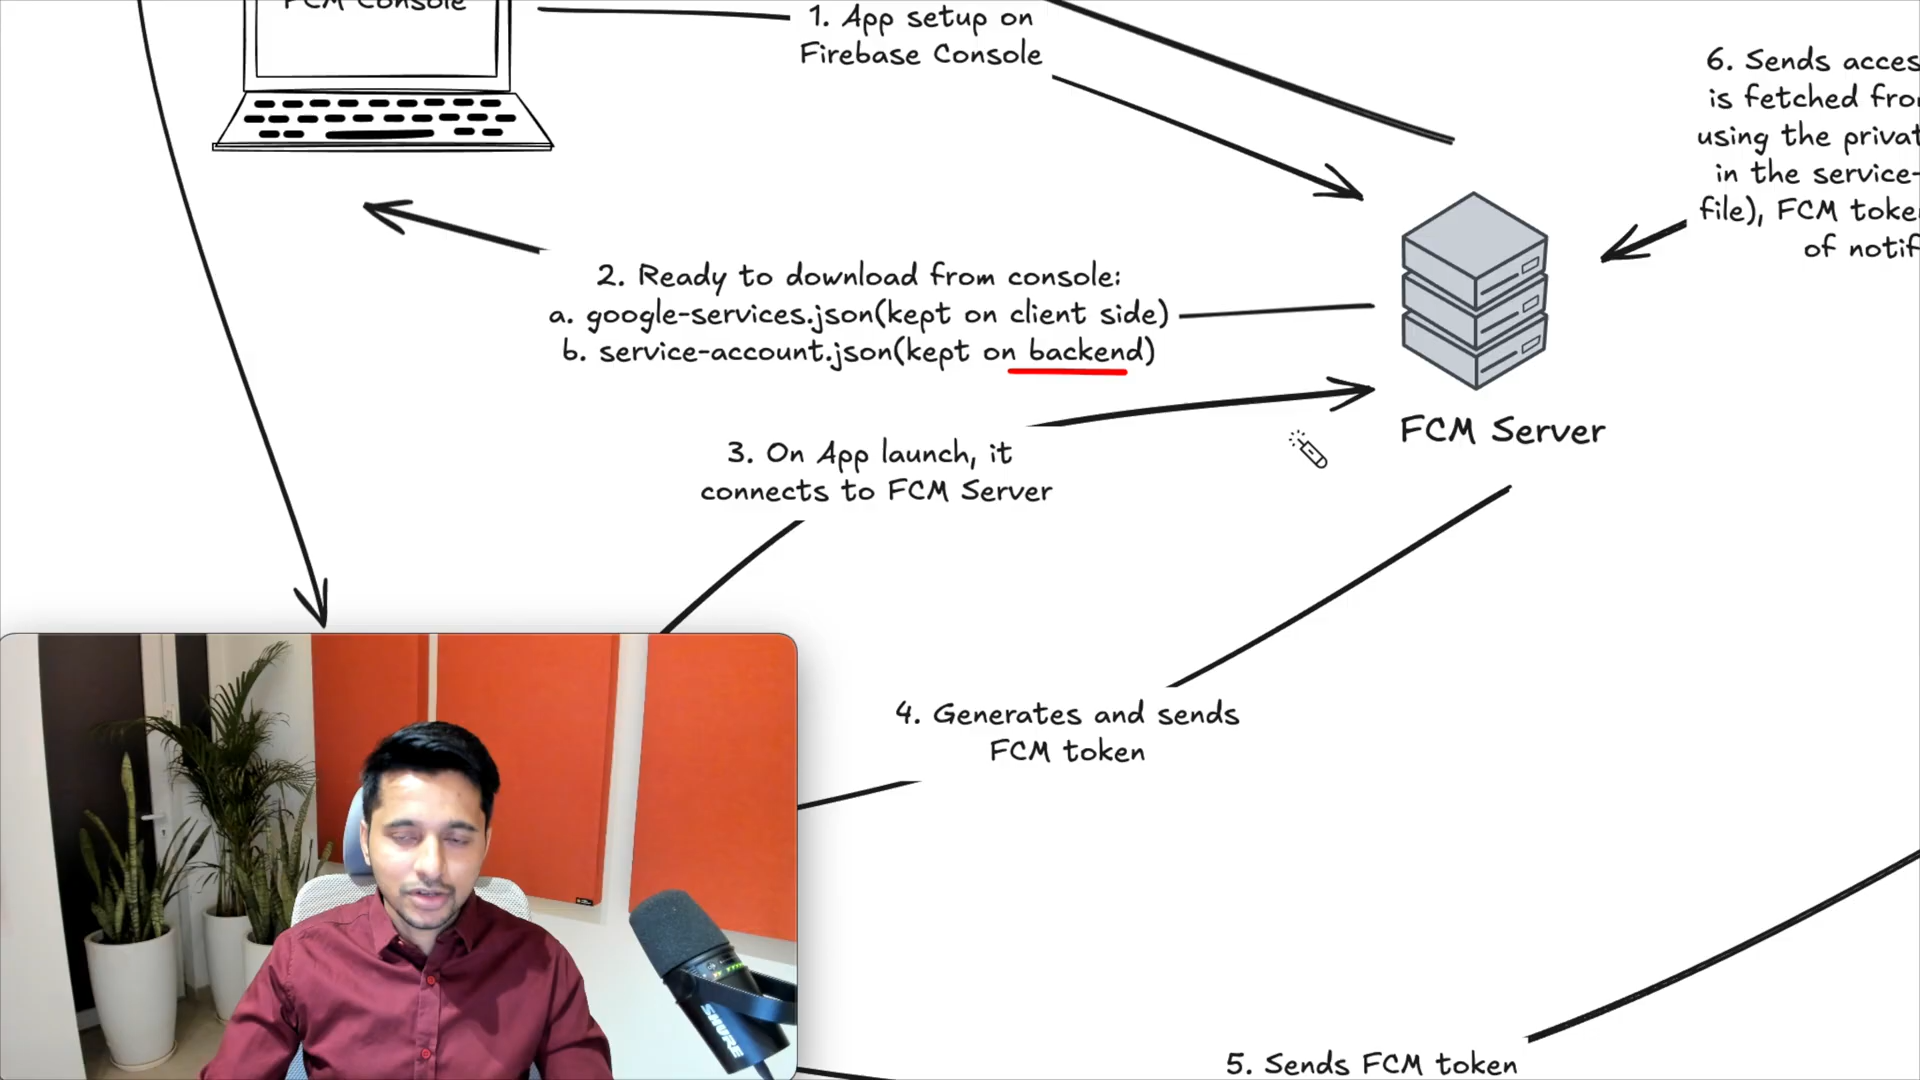 FCM Console
1. App setup on
Firebase Console
6. Sends acces
is fetched fro
using the privat
in the service-
file), FCM toke
of notif
2. Ready to download from console:
a. google-services.json(kept on client side)
b. service-account.json(kept on backend)
FCM Server
3. On App launch, it
connects to FCM Server
4. Generates and sends
FCM token
5. Sends FCM token
SHURE